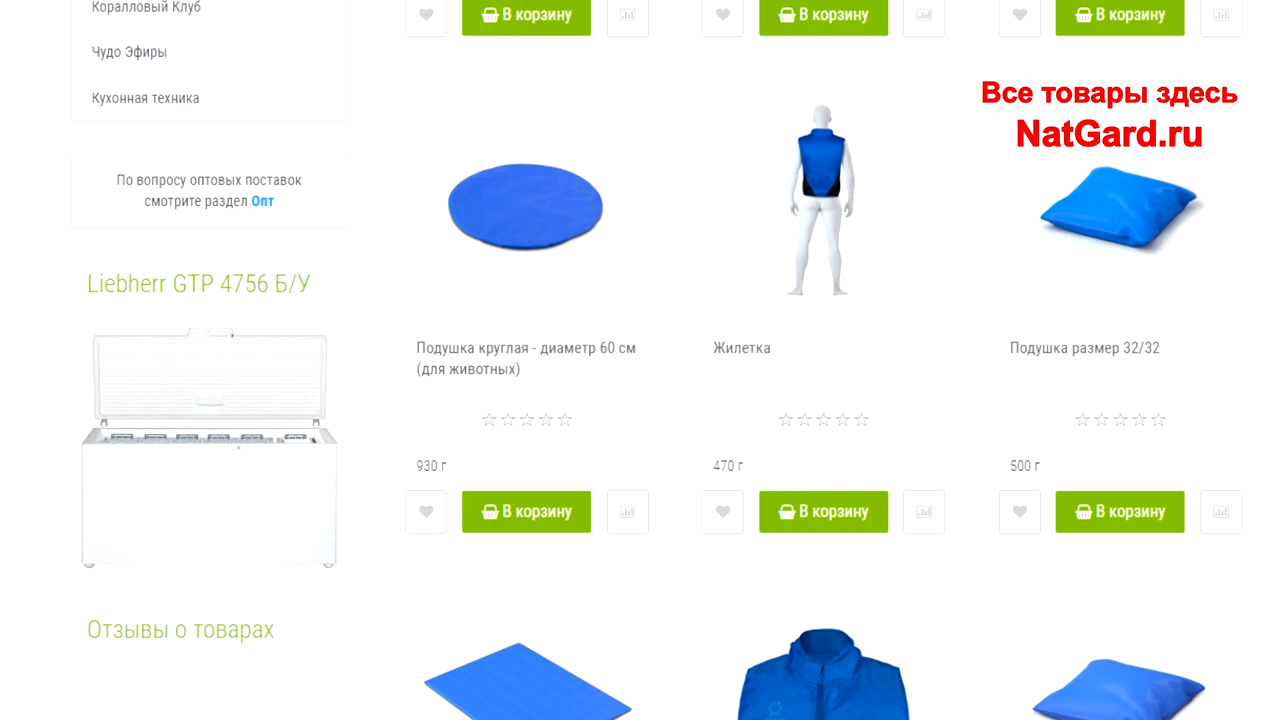 Коралловый Клуб
Чудо Эфиры
Кухонная техника
По вопросу оптовых поставок
смотрите раздел Опт
Liebherr GTP 4756 Б/У
Отзывы о товарах
В корзину
В корзину
В корзину
Все товары здесь
NatGard.ru
Подушка круглая - диаметр 60 см
(для животных)
Жилетка
Подушка размер 32/32
930 г
470 г
500 г
В корзину
В корзину
В корзину